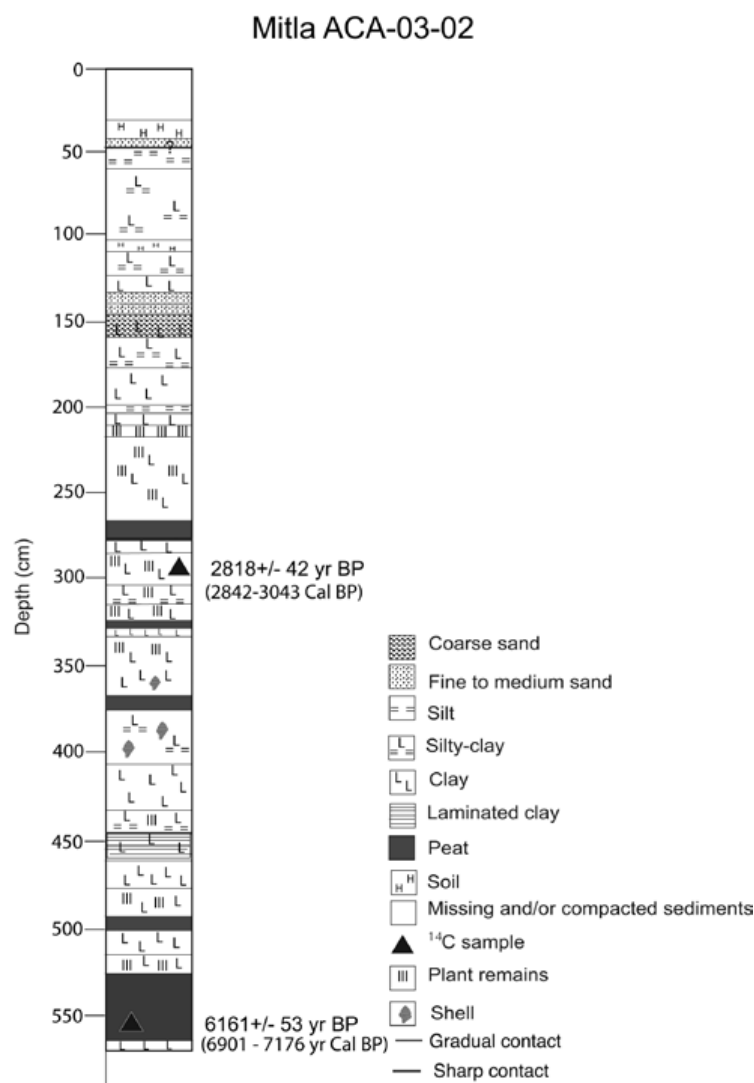 Mitla ACA-03-02
0
50
?
100
150
200
250
300
350
400
450
500
550
Depth (cm)
2818+/- 42 yr BP
(2842-3043 Cal BP)
6161+/- 53 yr BP
(6901 - 7176 yr Cal BP)
Coarse sand
Fine to medium sand
Silt
Silty-clay
Clay
Laminated clay
Peat
Soil
Missing and/or compacted sediments
¹⁴C sample
Plant remains
Shell
Gradual contact
Sharp contact